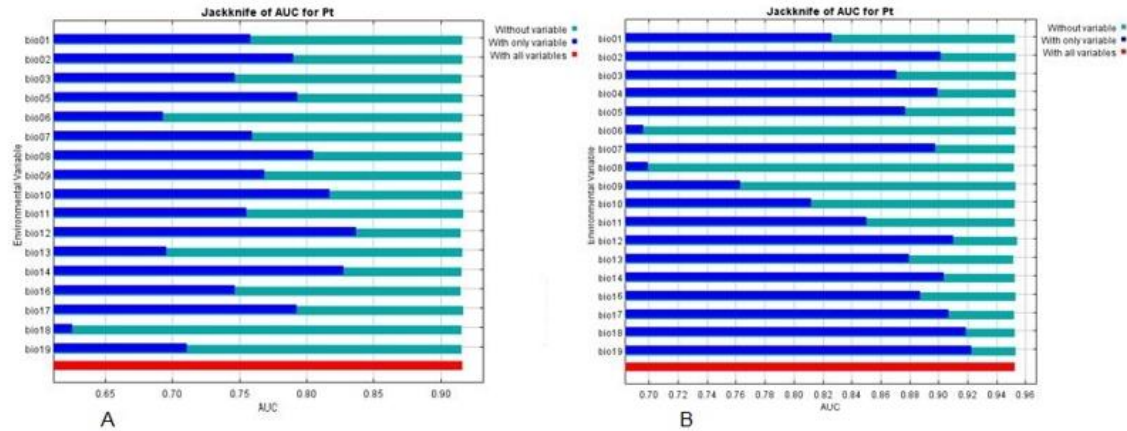 Jackknife of AUC for Pt
Without variable
With only variable
With all variables
Environmental Variable
bio01
bio02
bio03
bio05
bio06
bio07
bio08
bio09
bio10
bio11
bio12
bio13
bio14
bio16
bio17
bio18
bio19
0.65 0.70 0.75 0.80 0.85 0.90
AUC
A
Jackknife of AUC for Pt
Without variable
With only variable
With all variables
Environmental Variable
bio01
bio02
bio03
bio04
bio05
bio06
bio07
bio08
bio09
bio10
bio11
bio12
bio13
bio14
bio16
bio17
bio18
bio19
0.70 0.72 0.74 0.76 0.78 0.80 0.82 0.84 0.86 0.88 0.90 0.92 0.94 0.96
AUC
B